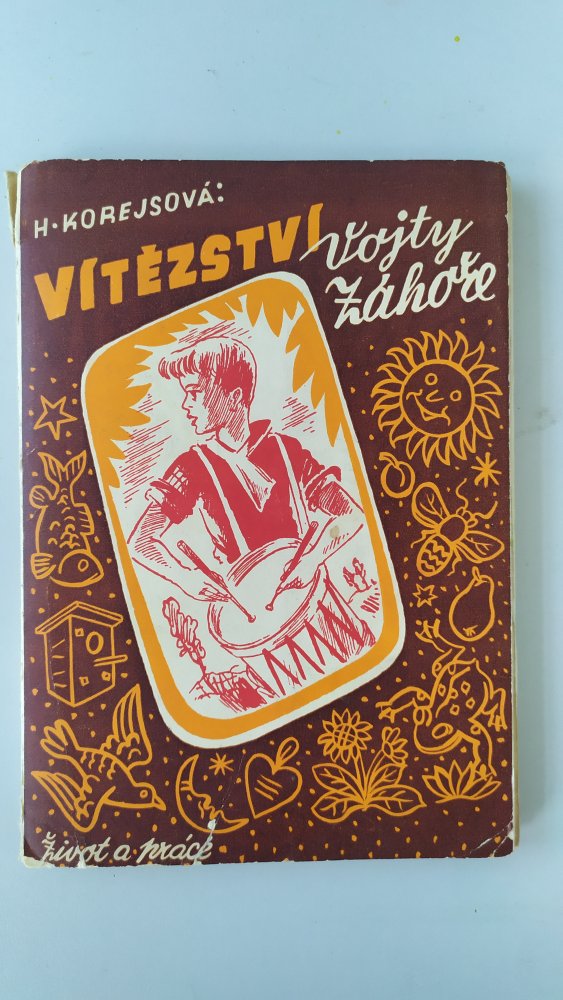 H. KOREJSOVÁ:
VÍTĚZSTVÍ Vojty
Záhoře
Život a práce